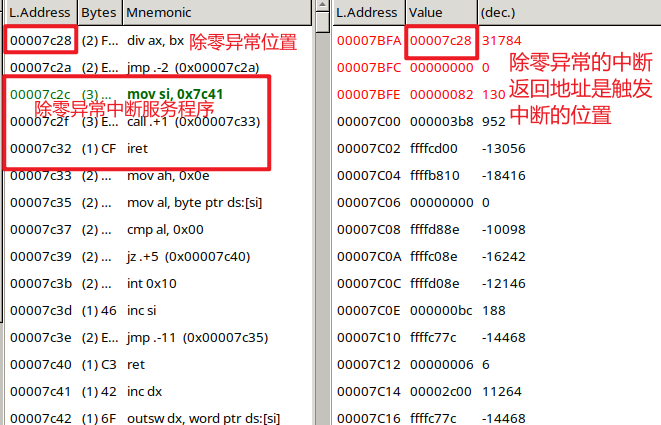 L.Address Bytes Mnemonic
00007c28 (2) F... div ax, bx 除零异常位置
00007c2a (2) E... jmp .-2 (0x00007c2a)
00007c2c (3) ... mov si, 0x7c41
除零异常中断服务程序
00007c2f (3) E... call .+1 (0x00007c33)
00007c32 (1) CF iret
00007c33 (2) ... mov ah, 0x0e
00007c35 (2) ... mov al, byte ptr ds:[si]
00007c37 (2) ... cmp al, 0x00
00007c39 (2) ... jz .+5 (0x00007c40)
00007c3b (2) ... int 0x10
00007c3d (1) 46 inc si
00007c3e (2) E... jmp .-11 (0x00007c35)
00007c40 (1) C3 ret
00007c41 (1) 42 inc dx
00007c42 (1) 6F outsw dx, word ptr ds:[si]
L.Address Value (dec.)
00007BFA 00007c28 31784
00007BFC 00000000 0
00007BFE 00000082 130
除零异常的中断
返回地址是触发
中断的位置
00007C00 000003b8 952
00007C02 ffffcd00 -13056
00007C04 ffffb810 -18416
00007C06 00000000 0
00007C08 ffffd88e -10098
00007C0A ffffc08e -16242
00007C0C ffffd08e -12146
00007C0E 000000bc 188
00007C10 ffffc77c -14468
00007C12 00000006 6
00007C14 00002c00 11264
00007C16 ffffc77c -14468